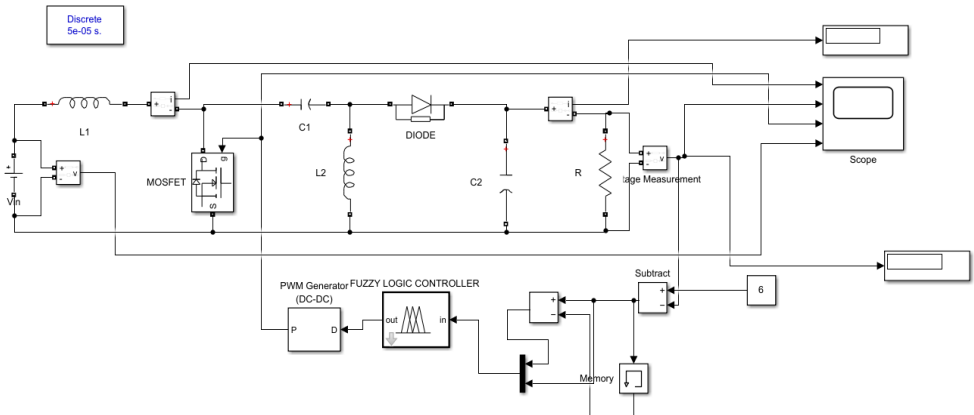 Discrete
5e-05 s.
L1
C1
DIODE
i
+
-
i
+
-
Scope
MOSFET
g
D
S
L2
C2
R
+
-
v
tage Measurement
+
-
v
+
Vin
Subtract
PWM Generator
(DC-DC)
FUZZY LOGIC CONTROLLER
P
D
out
in
+
−
+
−
6
Memory